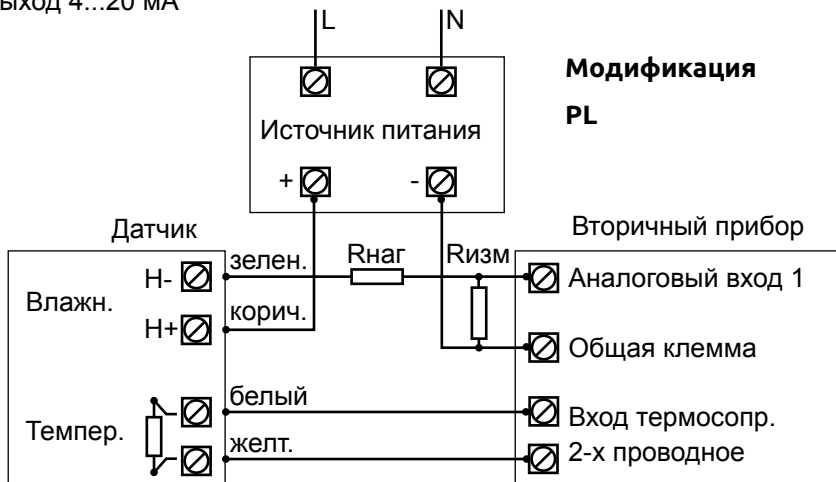 4...20 мА
L
N
Модификация
PL
Источник питания
+
-
Датчик
Вторичный прибор
H-
зелен.
Rнаг
Rизм
Аналоговый вход 1
Влажн.
H+
корич.
Общая клемма
белый
Вход термосопр.
Темпер.
желт.
2-х проводное